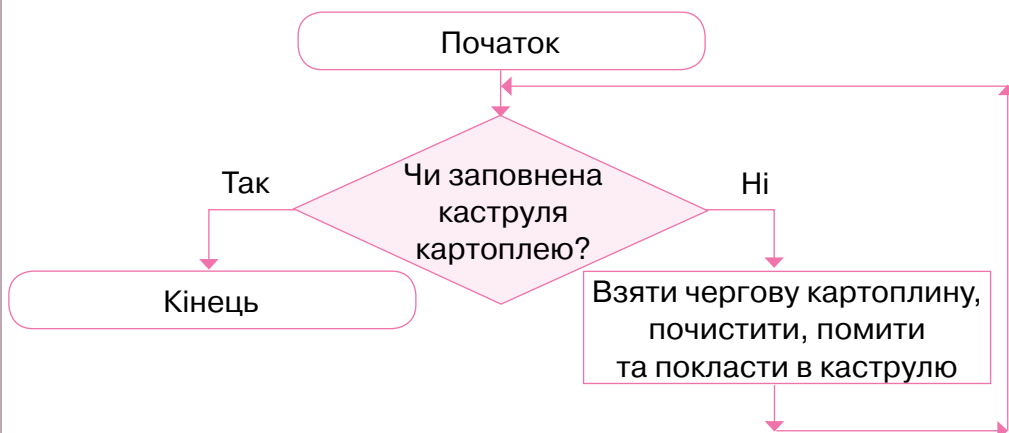 Початок
Так
Чи заповнена
каструля
картоплею?
Ні
Кінець
Взяти чергову картоплину,
почистити, помити
та покласти в каструлю